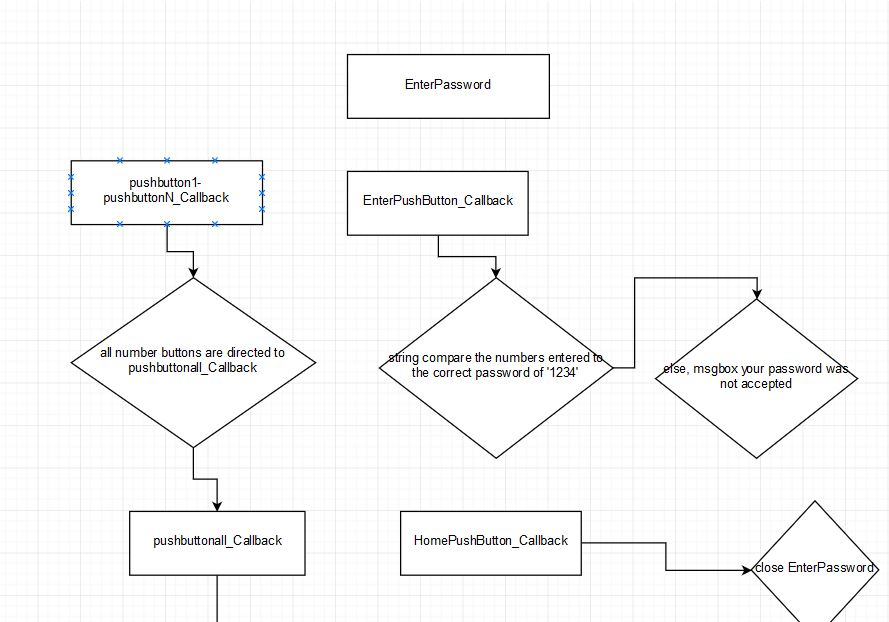 EnterPassword
pushbutton1-
pushbuttonN_Callback
EnterPushButton_Callback
all number buttons are directed to
pushbuttonall_Callback
string compare the numbers entered to
the correct password of '1234'
else, msgbox your password was
not accepted
pushbuttonall_Callback
HomePushButton_Callback
close EnterPassword